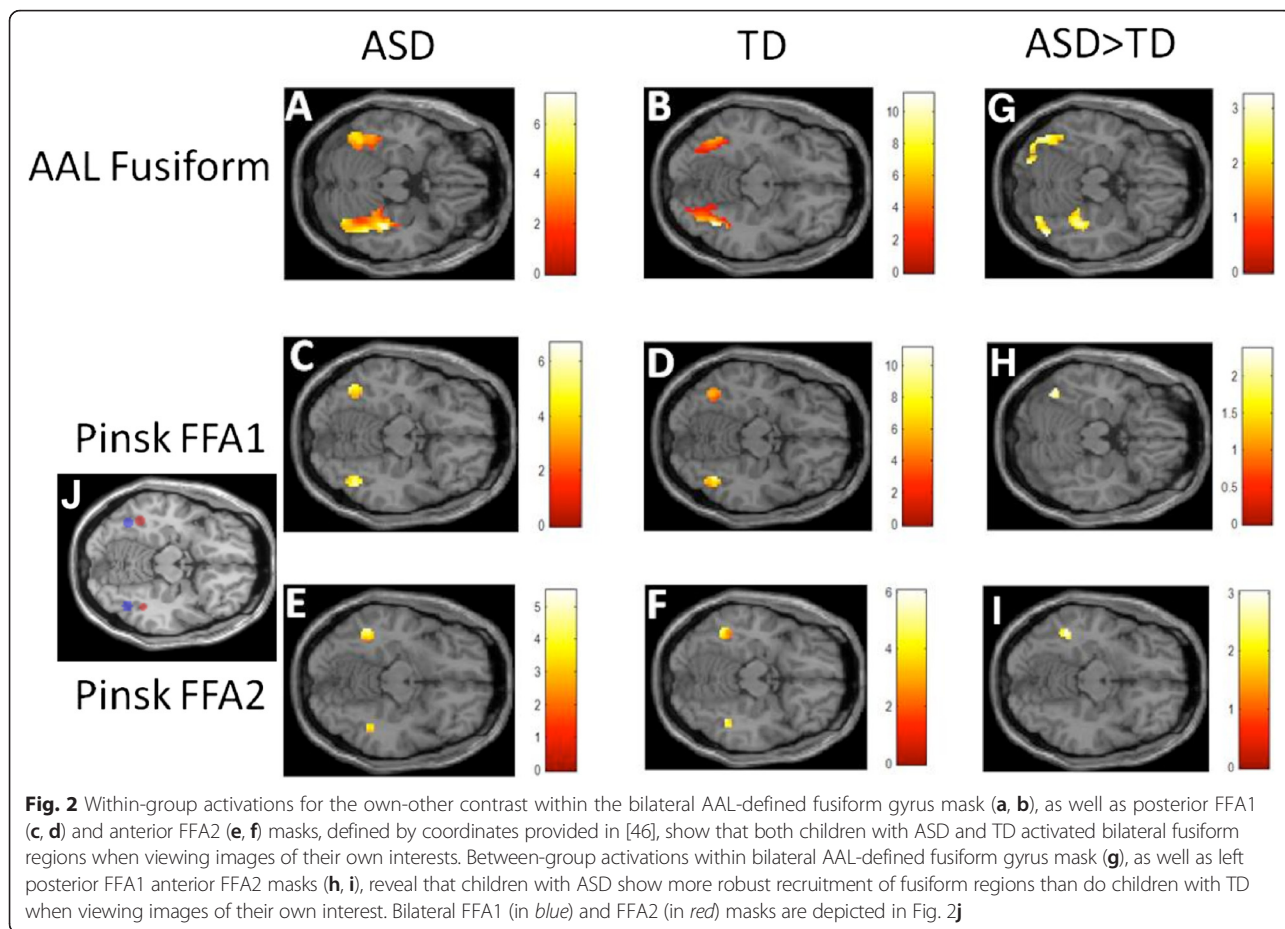 ASD TD ASD>TD
AAL Fusiform
A
6
4
2
0
B
10
8
6
4
2
0
G
3
2
1
0
Pinsk FFA1
C
6
4
2
0
D
10
8
6
4
2
0
H
2
1.5
1
0.5
0
J
Pinsk FFA2
E
5
4
3
2
1
0
F
6
4
2
0
I
3
2
1
0
Fig. 2 Within-group activations for the own-other contrast within the bilateral AAL-defined fusiform gyrus mask (a, b), as well as posterior FFA1
(c, d) and anterior FFA2 (e, f) masks, defined by coordinates provided in [46], show that both children with ASD and TD activated bilateral fusiform
regions when viewing images of their own interests. Between-group activations within bilateral AAL-defined fusiform gyrus mask (g), as well as left
posterior FFA1 anterior FFA2 masks (h, i), reveal that children with ASD show more robust recruitment of fusiform regions than do children with TD
when viewing images of their own interest. Bilateral FFA1 (in blue) and FFA2 (in red) masks are depicted in Fig. 2j